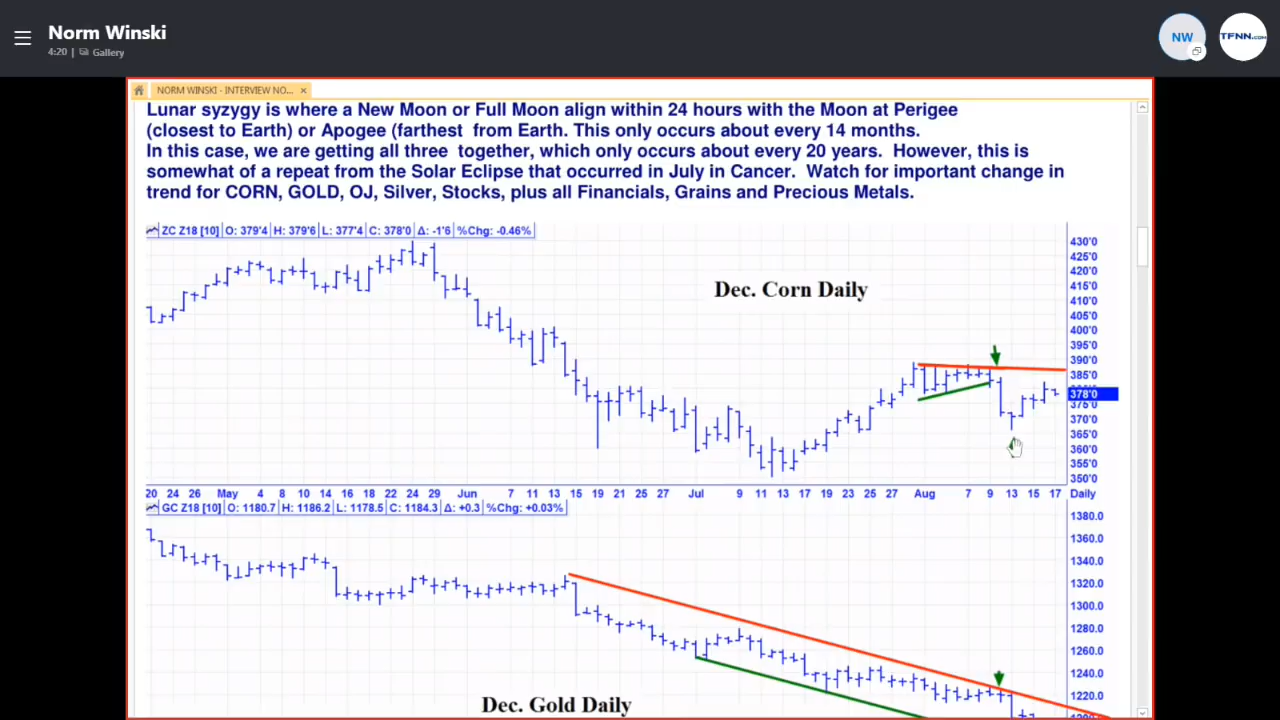 Norm Winski
4:20 | Gallery
NW
TFNN.COM
NORM WINSKI - INTERVIEW NO... ×
Lunar syzygy is where a New Moon or Full Moon align within 24 hours with the Moon at Perigee
(closest to Earth) or Apogee (farthest from Earth. This only occurs about every 14 months.
In this case, we are getting all three together, which only occurs about every 20 years. However, this is
somewhat of a repeat from the Solar Eclipse that occurred in July in Cancer. Watch for important change in
trend for CORN, GOLD, OJ, Silver, Stocks, plus all Financials, Grains and Precious Metals.
ZC Z18 [10] O: 379'4 H: 379'6 L: 377'4 C: 378'0 Δ: -1'6 %Chg: -0.46%
Dec. Corn Daily
430'0
425'0
420'0
415'0
410'0
405'0
400'0
395'0
390'0
385'0
378'0
375'0
370'0
365'0
360'0
355'0
350'0
20 24 26 May 4 8 10 14 16 18 22 24 29 Jun 7 11 13 15 19 21 25 27 Jul 9 11 13 17 19 23 25 27 Aug 7 9 13 15 17 Daily
GC Z18 [10] O: 1180.7 H: 1186.2 L: 1178.5 C: 1184.3 Δ: +0.3 %Chg: +0.03%
Dec. Gold Daily
1380.0
1360.0
1340.0
1320.0
1300.0
1280.0
1260.0
1240.0
1220.0